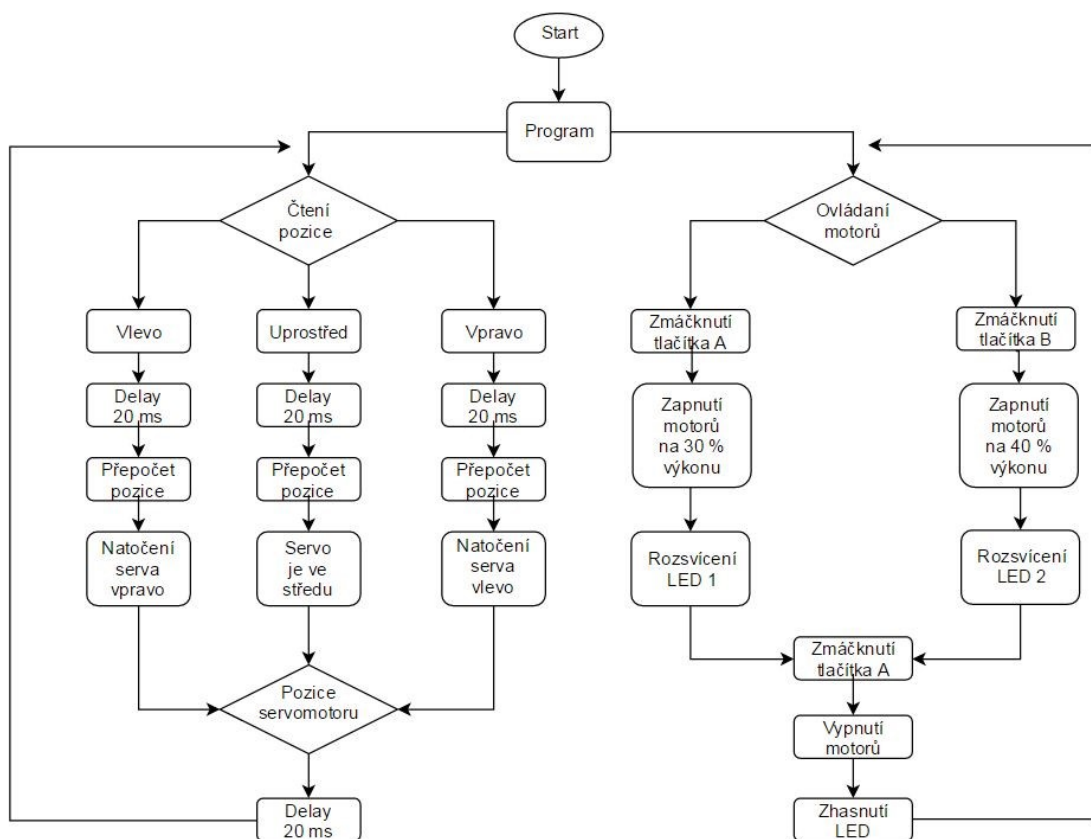 Start
Program
Čtení
pozice
Vlevo
Uprostřed
Vpravo
Delay
20 ms
Delay
20 ms
Delay
20 ms
Přepočet
pozice
Přepočet
pozice
Přepočet
pozice
Natočení
serva
vpravo
Servo
je ve
středu
Natočení
serva
vlevo
Pozice
servomotoru
Delay
20 ms
Ovládaní
motorů
Zmáčknutí
tlačítka A
Zapnutí
motorů
na 30 %
výkonu
Rozsvícení
LED 1
Zmáčknutí
tlačítka B
Zapnutí
motorů
na 40 %
výkonu
Rozsvícení
LED 2
Zmáčknutí
tlačítka A
Vypnutí
motorů
Zhasnutí
LED